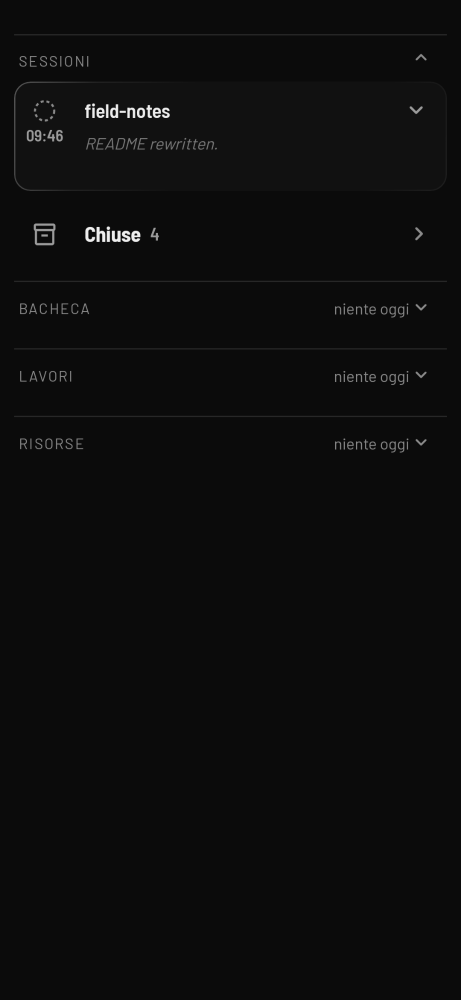 SESSIONI
field-notes
09:46
README rewritten.
Chiuse 4
BACHECA niente oggi
LAVORI niente oggi
RISORSE niente oggi